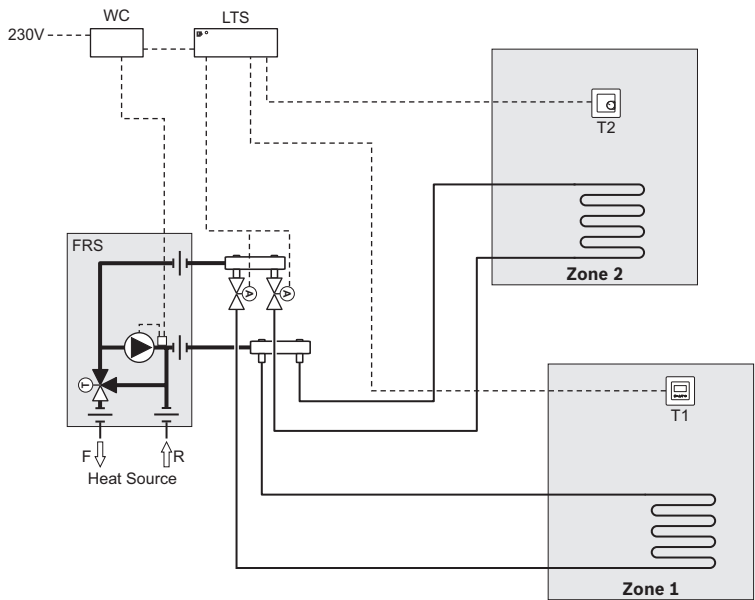 WC
LTS
230V
T2
FRS
A
A
Zone 2
T
T1
F
R
Heat Source
Zone 1